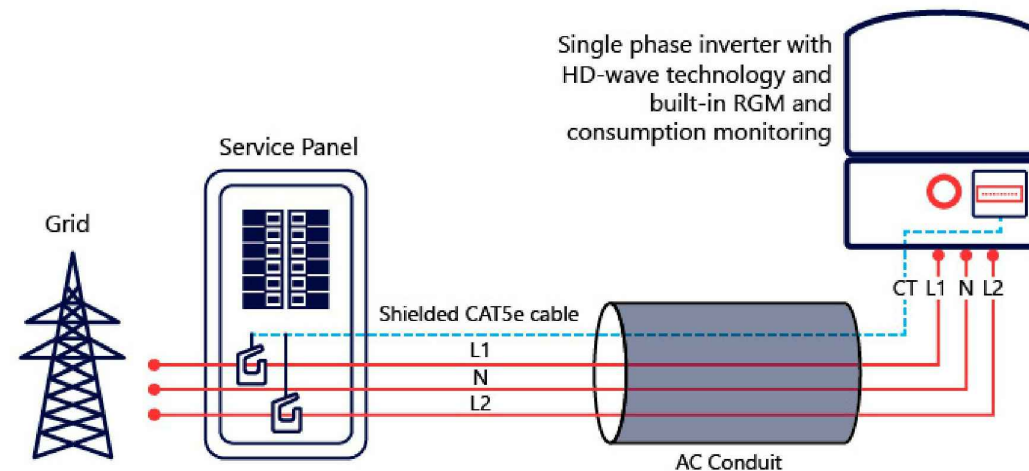 Single phase inverter with
HD-wave technology and
built-in RGM and
consumption monitoring
Service Panel
Grid
CT L1 N L2
Shielded CAT5e cable
L1
N
L2
AC Conduit